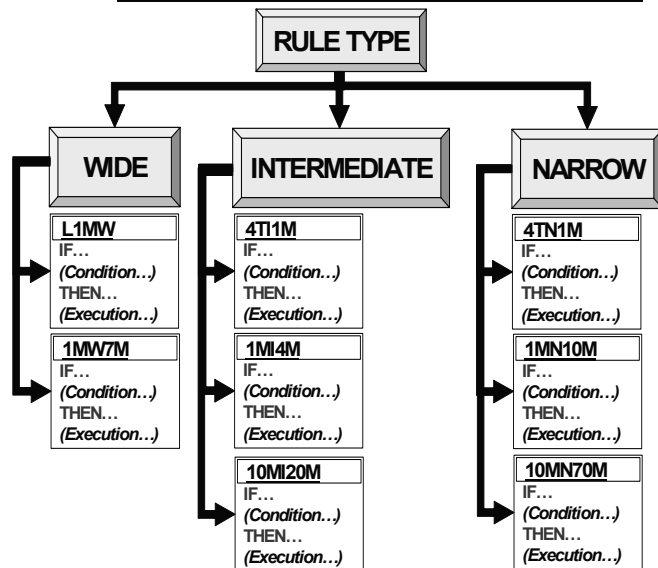 RULE TYPE
WIDE
INTERMEDIATE
NARROW
L1MW
IF...
(Condition...)
THEN...
(Execution...)
1MW7M
IF...
(Condition...)
THEN...
(Execution...)
4TI1M
IF...
(Condition...)
THEN...
(Execution...)
1MI4M
IF...
(Condition...)
THEN...
(Execution...)
10MI20M
IF...
(Condition...)
THEN...
(Execution...)
4TN1M
IF...
(Condition...)
THEN...
(Execution...)
1MN10M
IF...
(Condition...)
THEN...
(Execution...)
10MN70M
IF...
(Condition...)
THEN...
(Execution...)